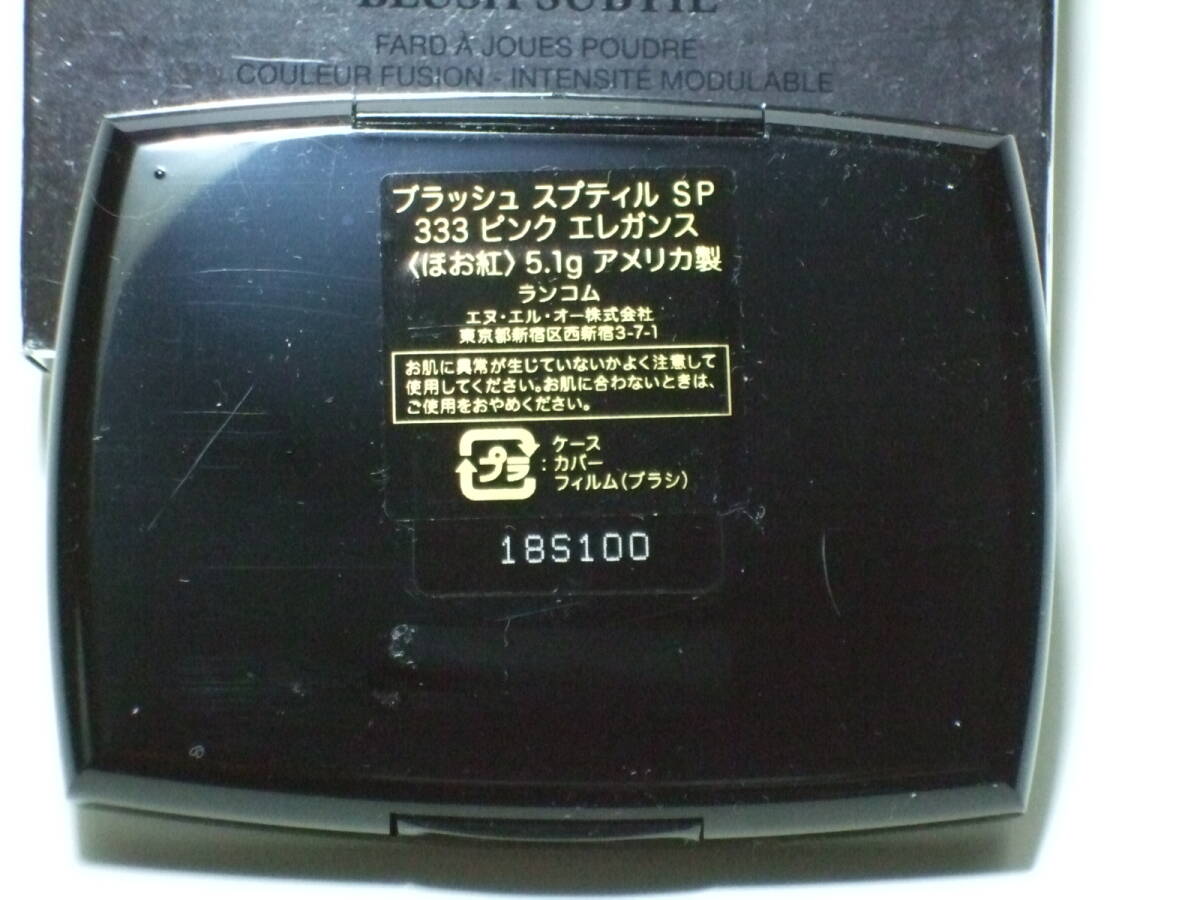 BLUSH SUBTIL
FARD À JOUES POUDRE
COULEUR FUSION - INTENSITÉ MODULABLE
ブラッシュ スプティル SP
333 ピンク エレガンス
〈ほお紅〉 5.1g アメリカ製
ランコム
エヌ・エル・オー株式会社
東京都新宿区西新宿3-7-1
お肌に異常が生じていないかよく注意して
使用してください。お肌に合わないときは、
ご使用をおやめください。
プラ : ケース
カバー
フィルム(ブラシ)
18S100